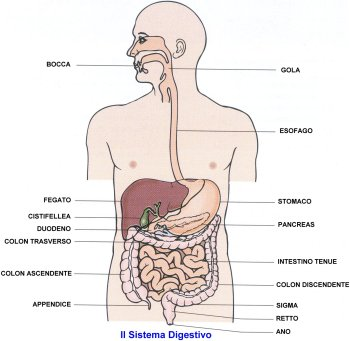 BOCCA
GOLA
ESOFAGO
FEGATO
STOMACO
CISTIFELLEA
PANCREAS
DUODENO
COLON TRASVERSO
INTESTINO TENUE
COLON ASCENDENTE
COLON DISCENDENTE
APPENDICE
SIGMA
RETTO
ANO
Il Sistema Digestivo